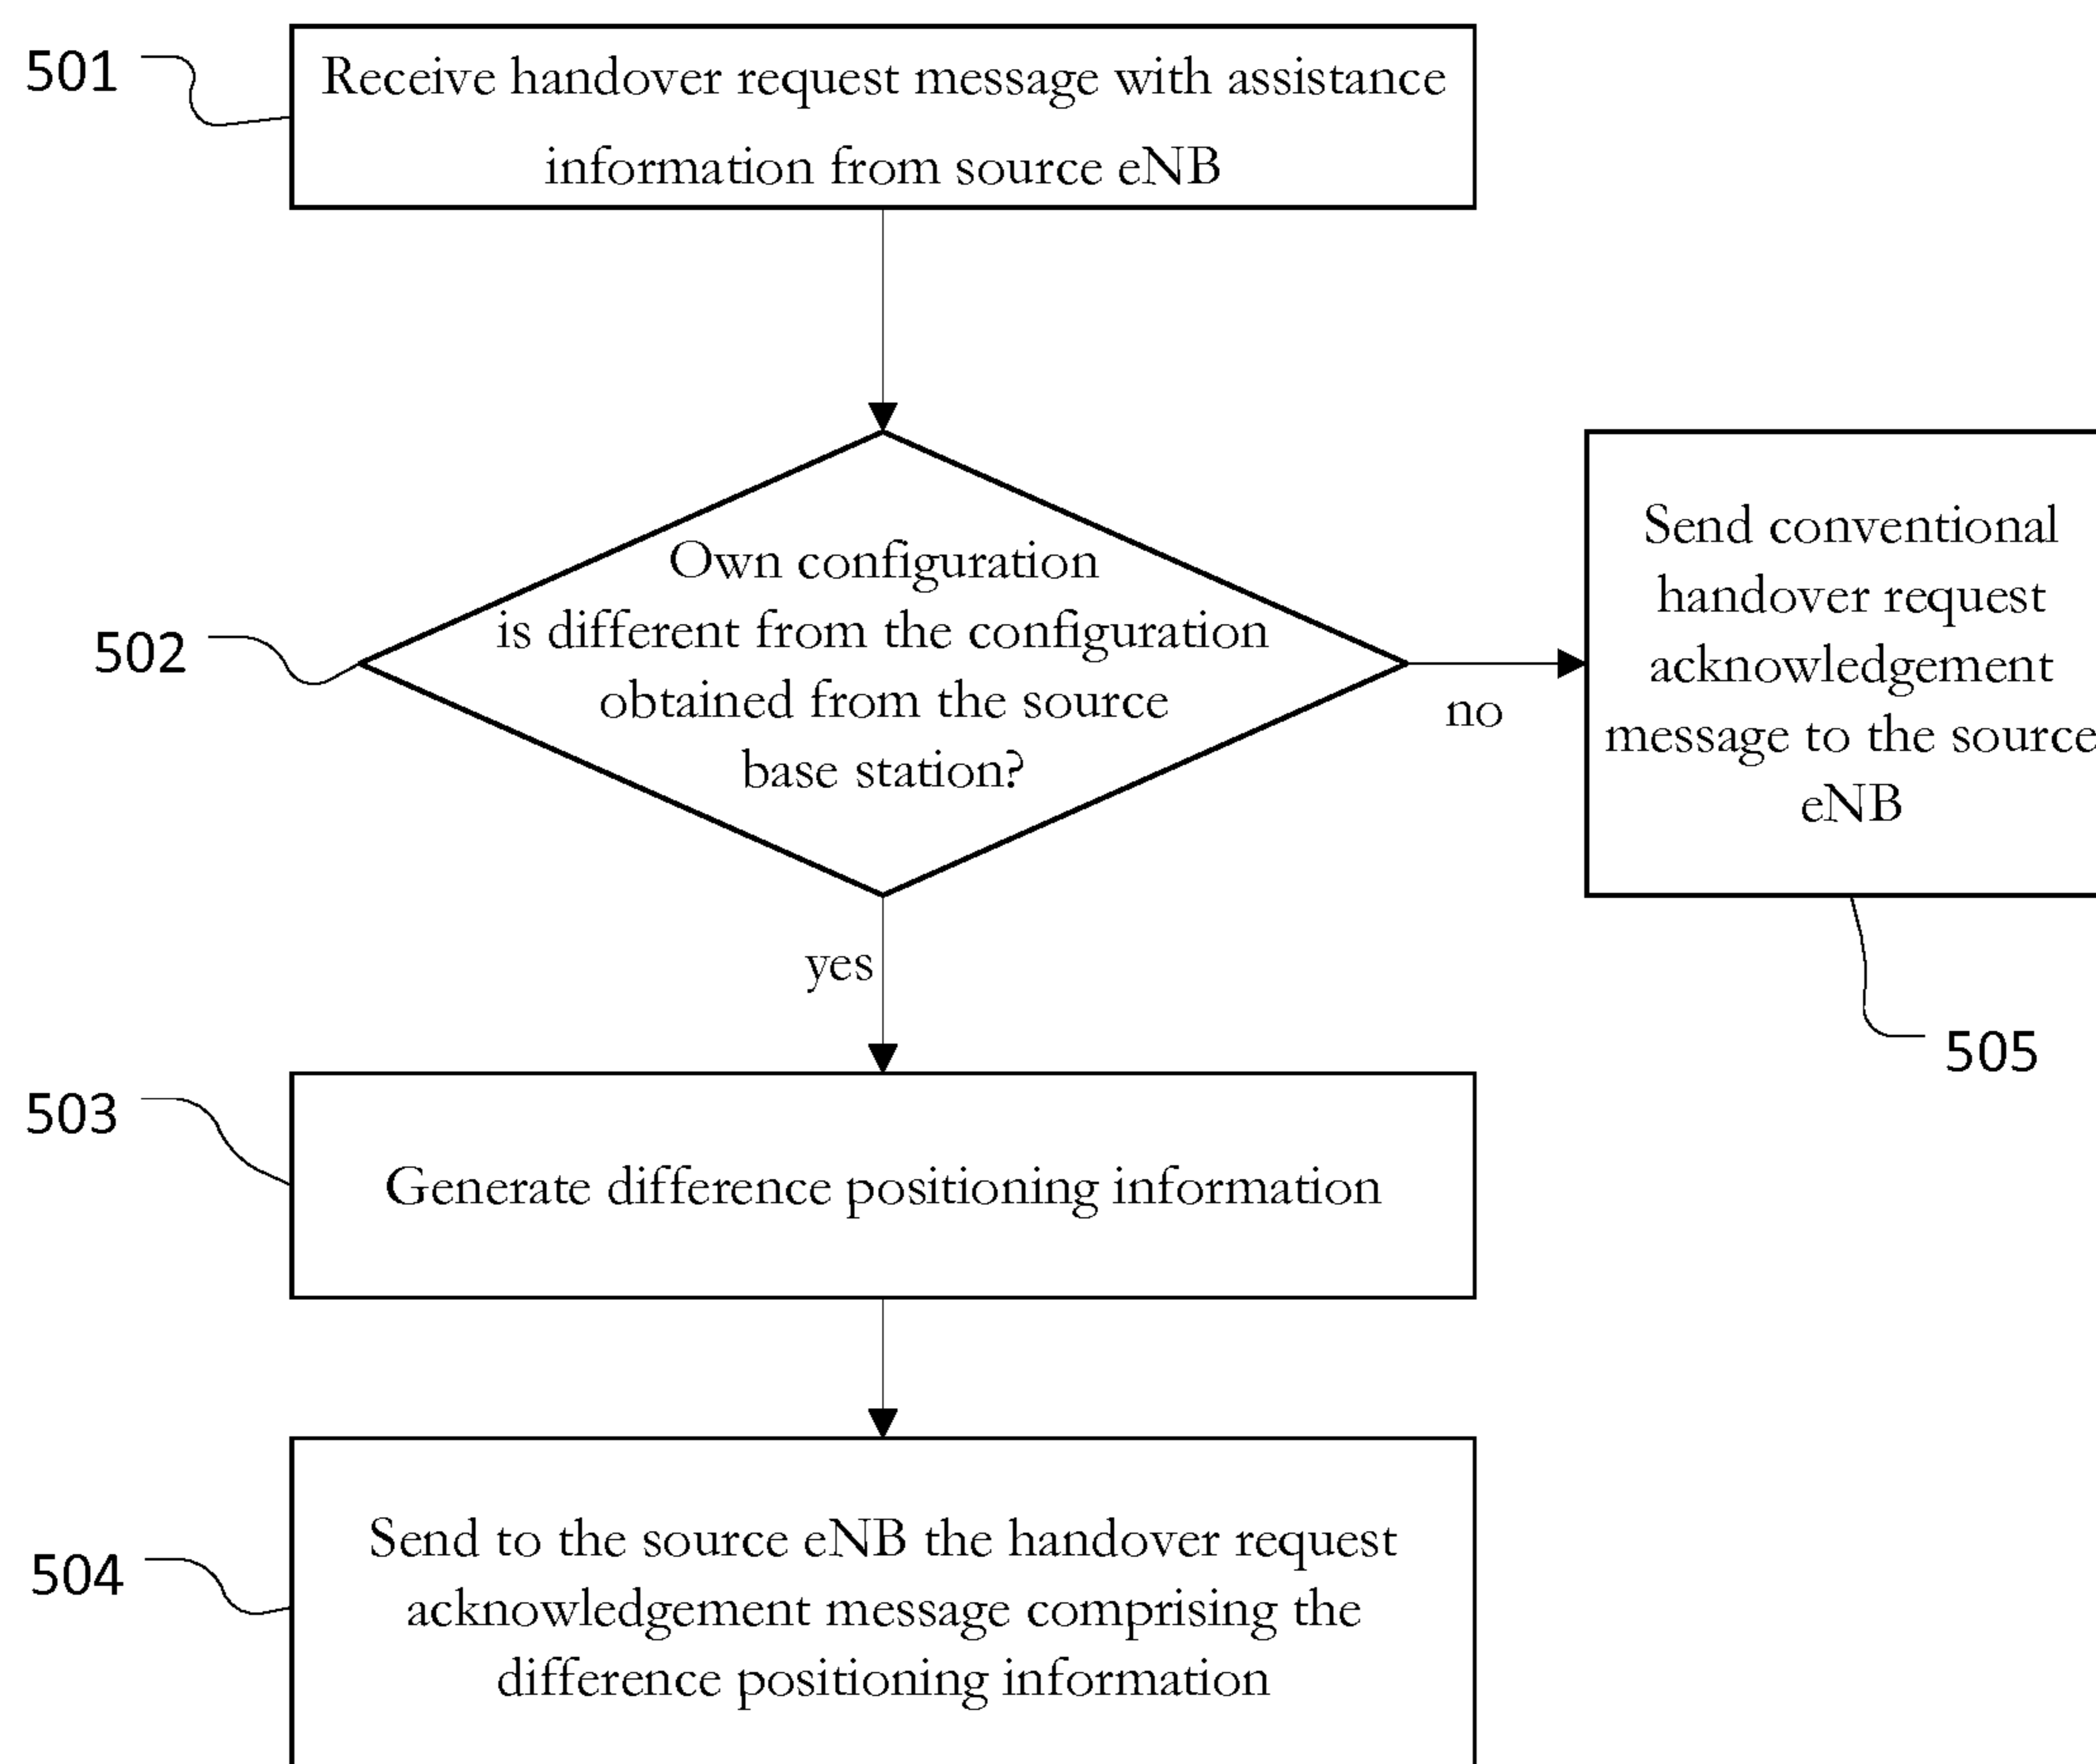 501
Receive handover request message with assistance
information from source eNB
502
Own configuration
is different from the configuration
obtained from the source
base station?
no
Send conventional
handover request
acknowledgement
message to the source
eNB
505
yes
503
Generate difference positioning information
504
Send to the source eNB the handover request
acknowledgement message comprising the
difference positioning information